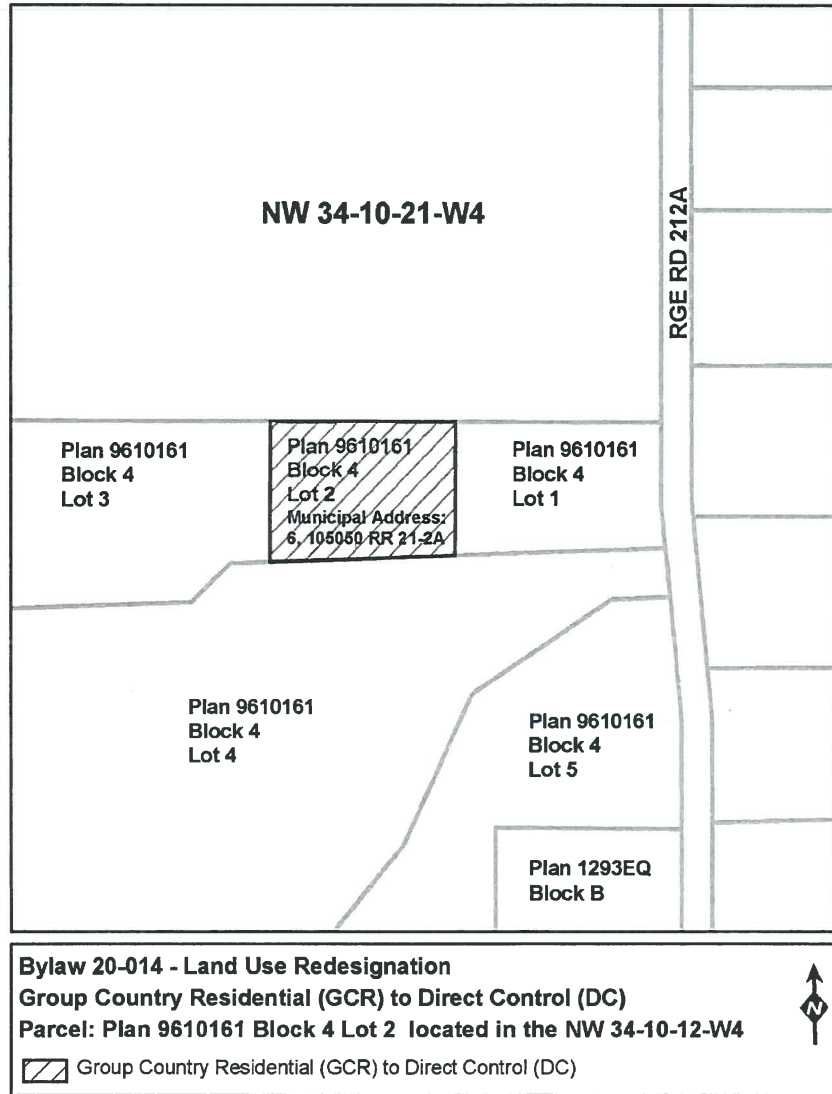 NW 34-10-21-W4
RGE RD 212A
Plan 9610161
Block 4
Lot 3
Plan 9610161
Block 4
Lot 2
Municipal Address:
6, 105050 RR 21-2A
Plan 9610161
Block 4
Lot 1
Plan 9610161
Block 4
Lot 4
Plan 9610161
Block 4
Lot 5
Plan 1293EQ
Block B
Bylaw 20-014 - Land Use Redesignation
Group Country Residential (GCR) to Direct Control (DC)
Parcel: Plan 9610161 Block 4 Lot 2 located in the NW 34-10-12-W4
N
Group Country Residential (GCR) to Direct Control (DC)